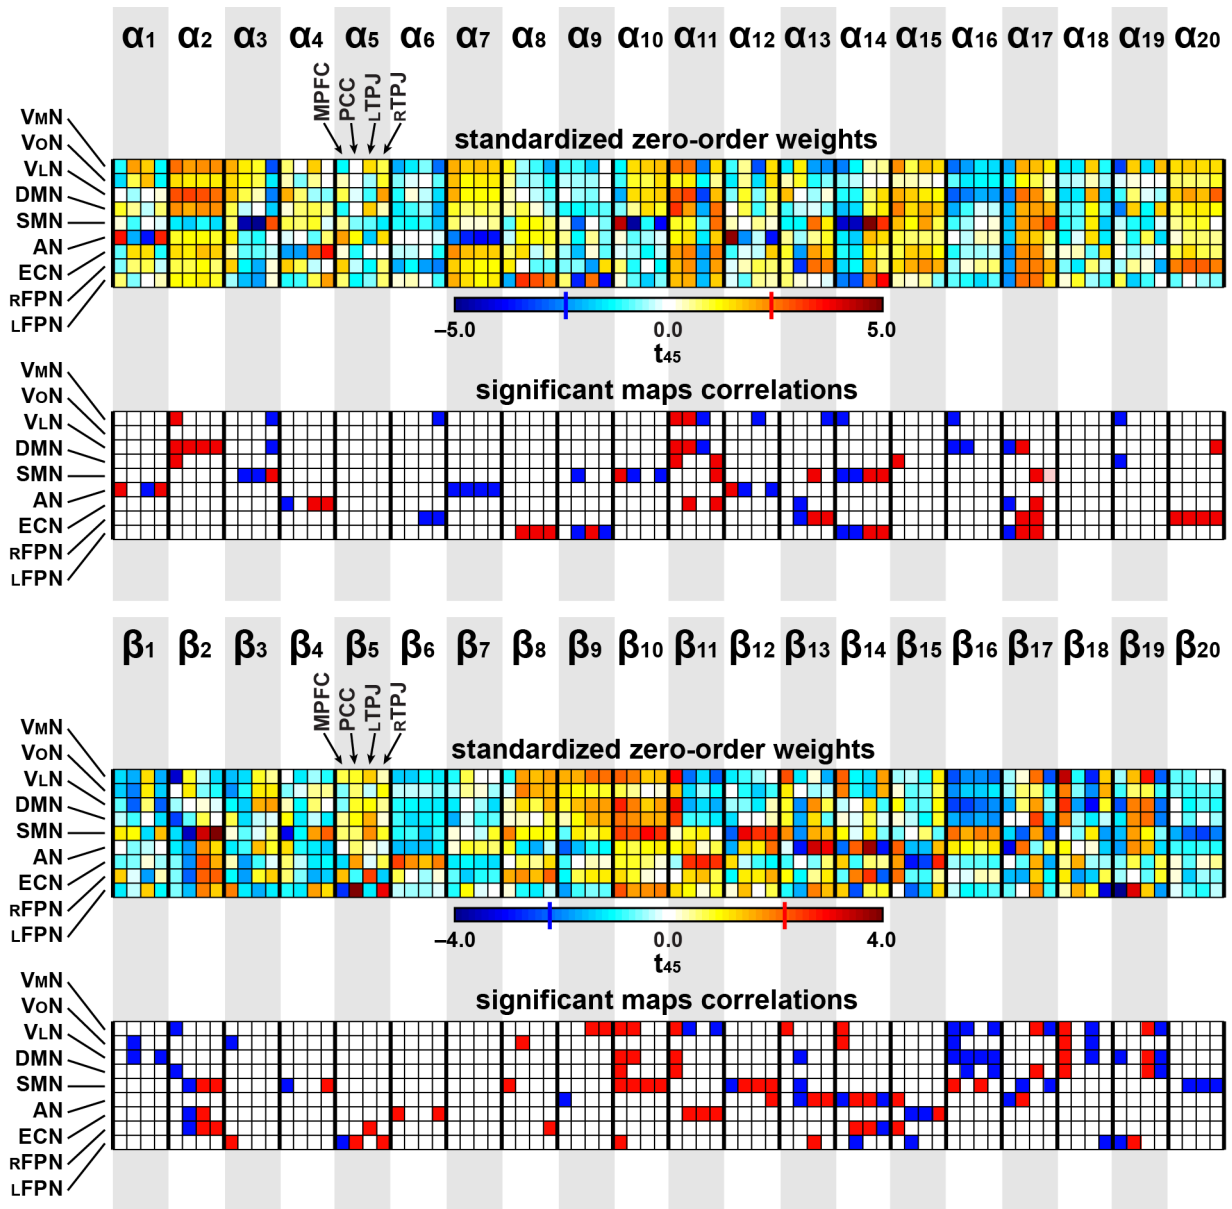 α1 α2 α3 α4 α5 α6 α7 α8 α9 α10 α11 α12 α13 α14 α15 α16 α17 α18 α19 α20
MPFC
PCC
LTPJ
RTPJ
standardized zero-order weights
VMN
VON
VLN
DMN
SMN
AN
ECN
RFPN
LFPN
–5.0 0.0 5.0
t45
significant maps correlations
VMN
VON
VLN
DMN
SMN
AN
ECN
RFPN
LFPN
β1 β2 β3 β4 β5 β6 β7 β8 β9 β10 β11 β12 β13 β14 β15 β16 β17 β18 β19 β20
MPFC
PCC
LTPJ
RTPJ
standardized zero-order weights
VMN
VON
VLN
DMN
SMN
AN
ECN
RFPN
LFPN
–4.0 0.0 4.0
t45
significant maps correlations
VMN
VON
VLN
DMN
SMN
AN
ECN
RFPN
LFPN